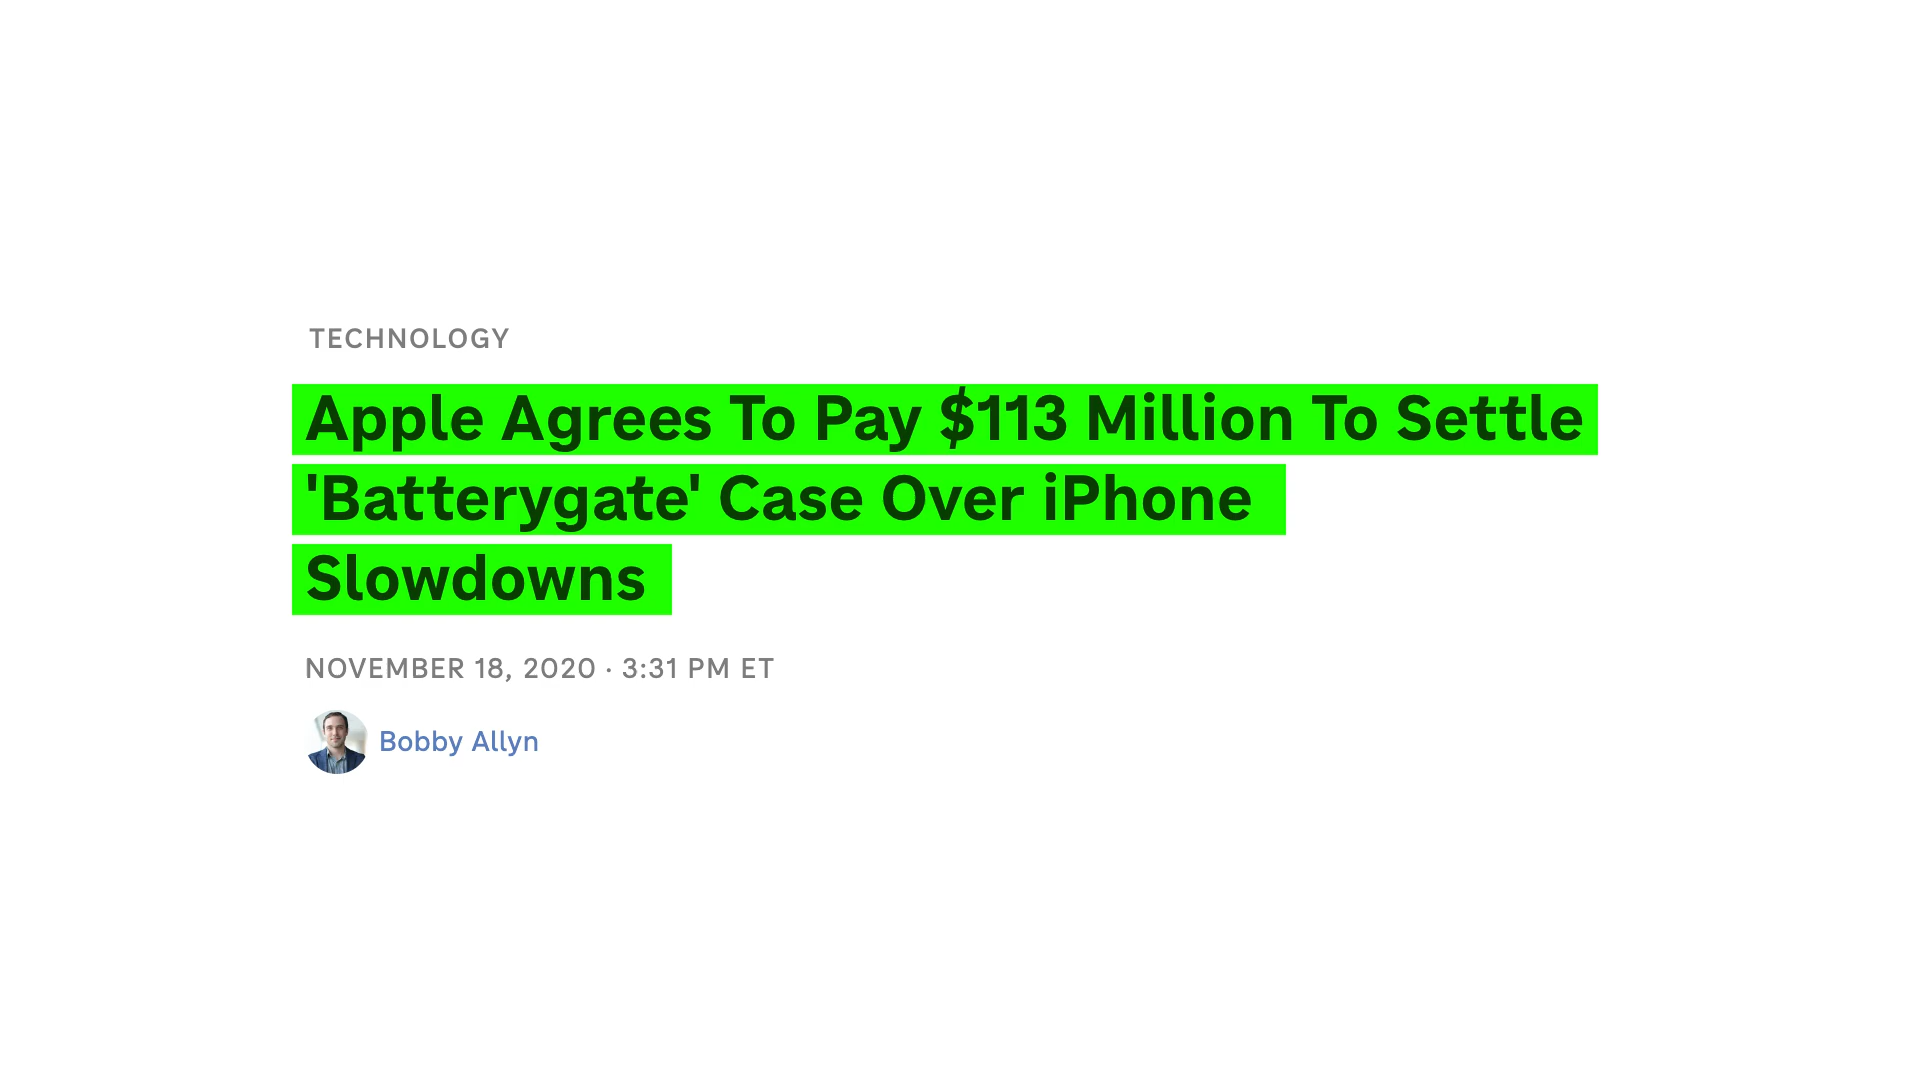 TECHNOLOGY
Apple Agrees To Pay $113 Million To Settle
'Batterygate' Case Over iPhone
Slowdowns
NOVEMBER 18, 2020 · 3:31 PM ET
Bobby Allyn